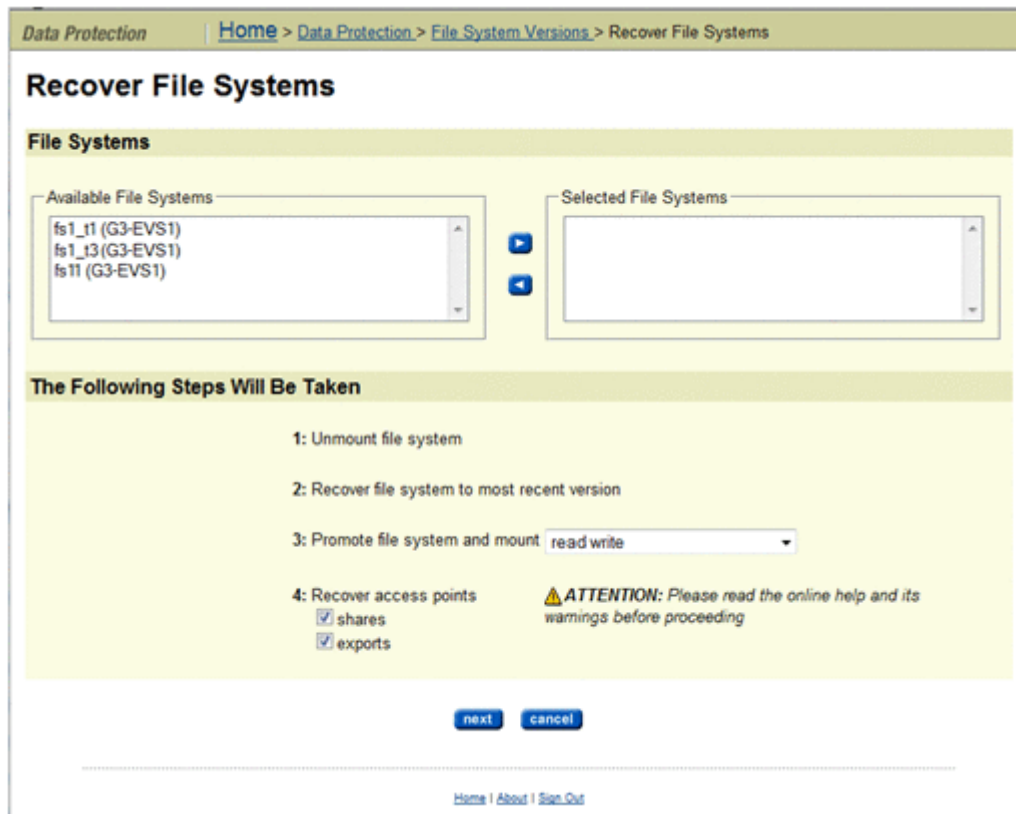 Data Protection | Home > Data Protection > File System Versions > Recover File Systems
Recover File Systems
File Systems
Available File Systems
Selected File Systems
fs1_t1 (G3-EVS1)
fs1_t3(G3-EVS1)
fs11 (G3-EVS1)
The Following Steps Will Be Taken
1: Unmount file system
2: Recover file system to most recent version
3: Promote file system and mount read write
4: Recover access points
shares
exports
ATTENTION: Please read the online help and its
warnings before proceeding
next cancel
Home | About | Sign Out